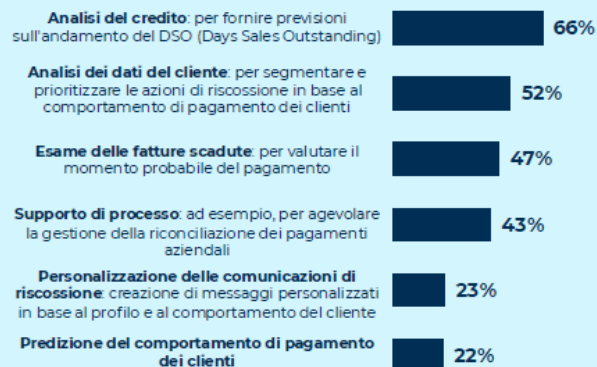 Analisi del credito: per fornire previsioni
sull'andamento del DSO (Days Sales Outstanding)
66%
Analisi dei dati del cliente: per segmentare e
prioritizzare le azioni di riscossione in base al
comportamento di pagamento dei clienti
52%
Esame delle fatture scadute: per valutare il
momento probabile del pagamento
47%
Supporto di processo: ad esempio, per agevolare
la gestione della riconciliazione dei pagamenti
aziendali
43%
Personalizzazione delle comunicazioni di
riscossione: creazione di messaggi personalizzati
in base al profilo e al comportamento del cliente
23%
Predizione del comportamento di pagamento
dei clienti
22%